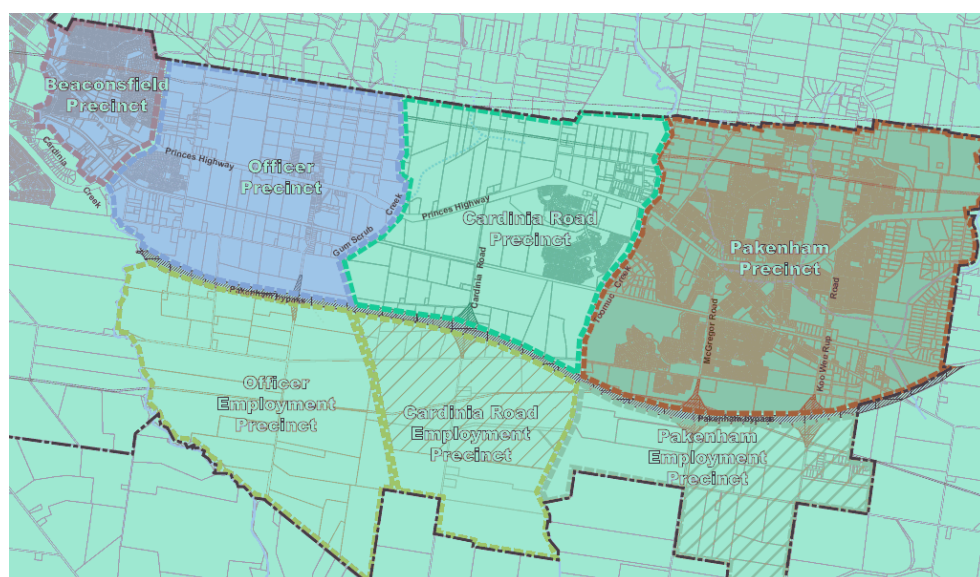 Beaconsfield
Precinct
Cardinia
Creek
Princes Highway
Officer
Precinct
Gum Scrub
Creek
Princes Highway
Cardinia Road
Precinct
Cardinia Road
Toomuc Creek
Pakenham
Precinct
McGregor Road
Koo Wee Rup
Road
Pakenham bypass
Pakenham bypass
Officer
Employment
Precinct
Cardinia Road
Employment
Precinct
Pakenham
Employment
Precinct